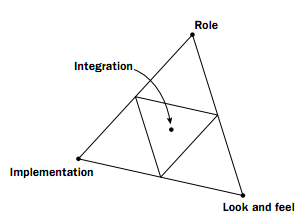 Role
Integration
Implementation
Look and feel